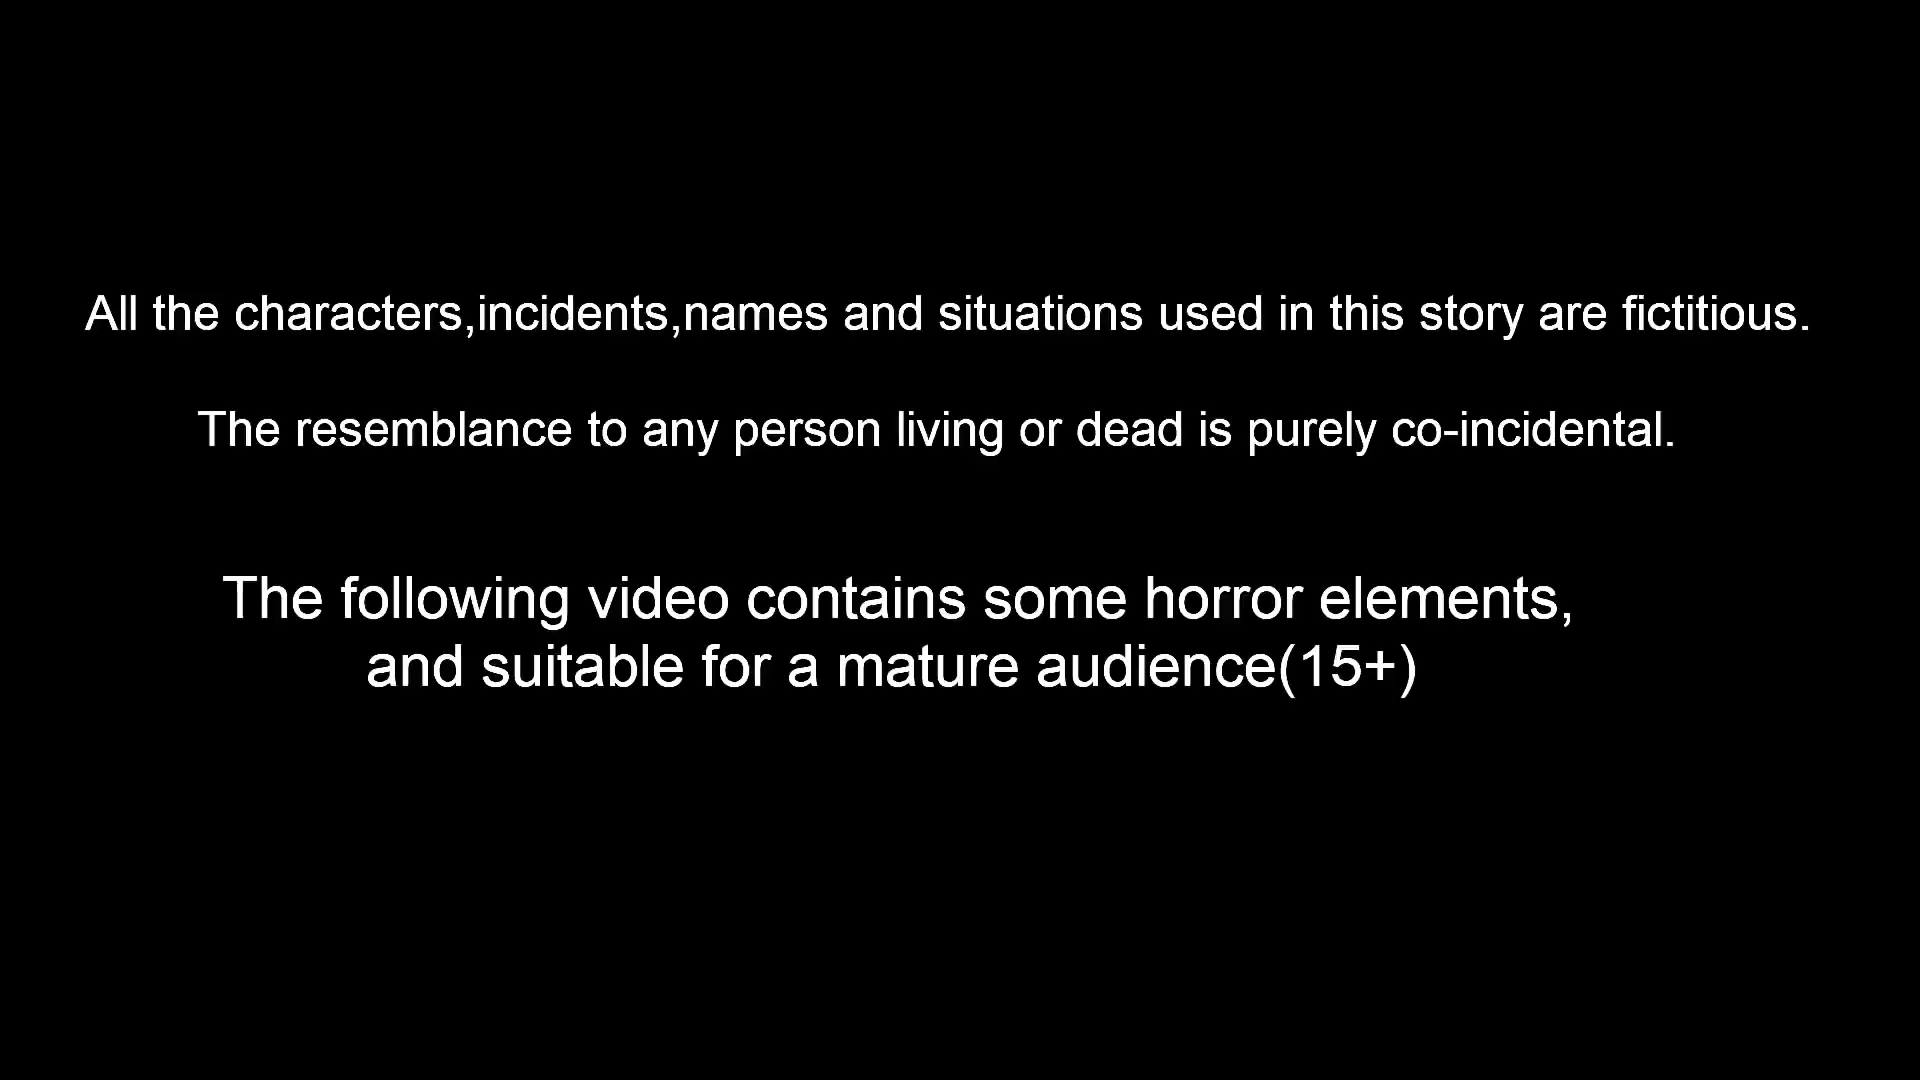 All the characters,incidents,names and situations used in this story are fictitious.
The resemblance to any person living or dead is purely co-incidental.
The following video contains some horror elements,
and suitable for a mature audience(15+)